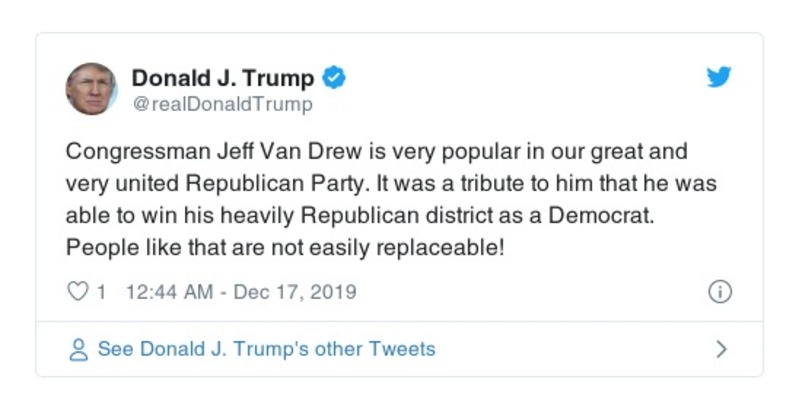 Donald J. Trump
@realDonaldTrump
Congressman Jeff Van Drew is very popular in our great and
very united Republican Party. It was a tribute to him that he was
able to win his heavily Republican district as a Democrat.
People like that are not easily replaceable!
1 12:44 AM - Dec 17, 2019
See Donald J. Trump's other Tweets